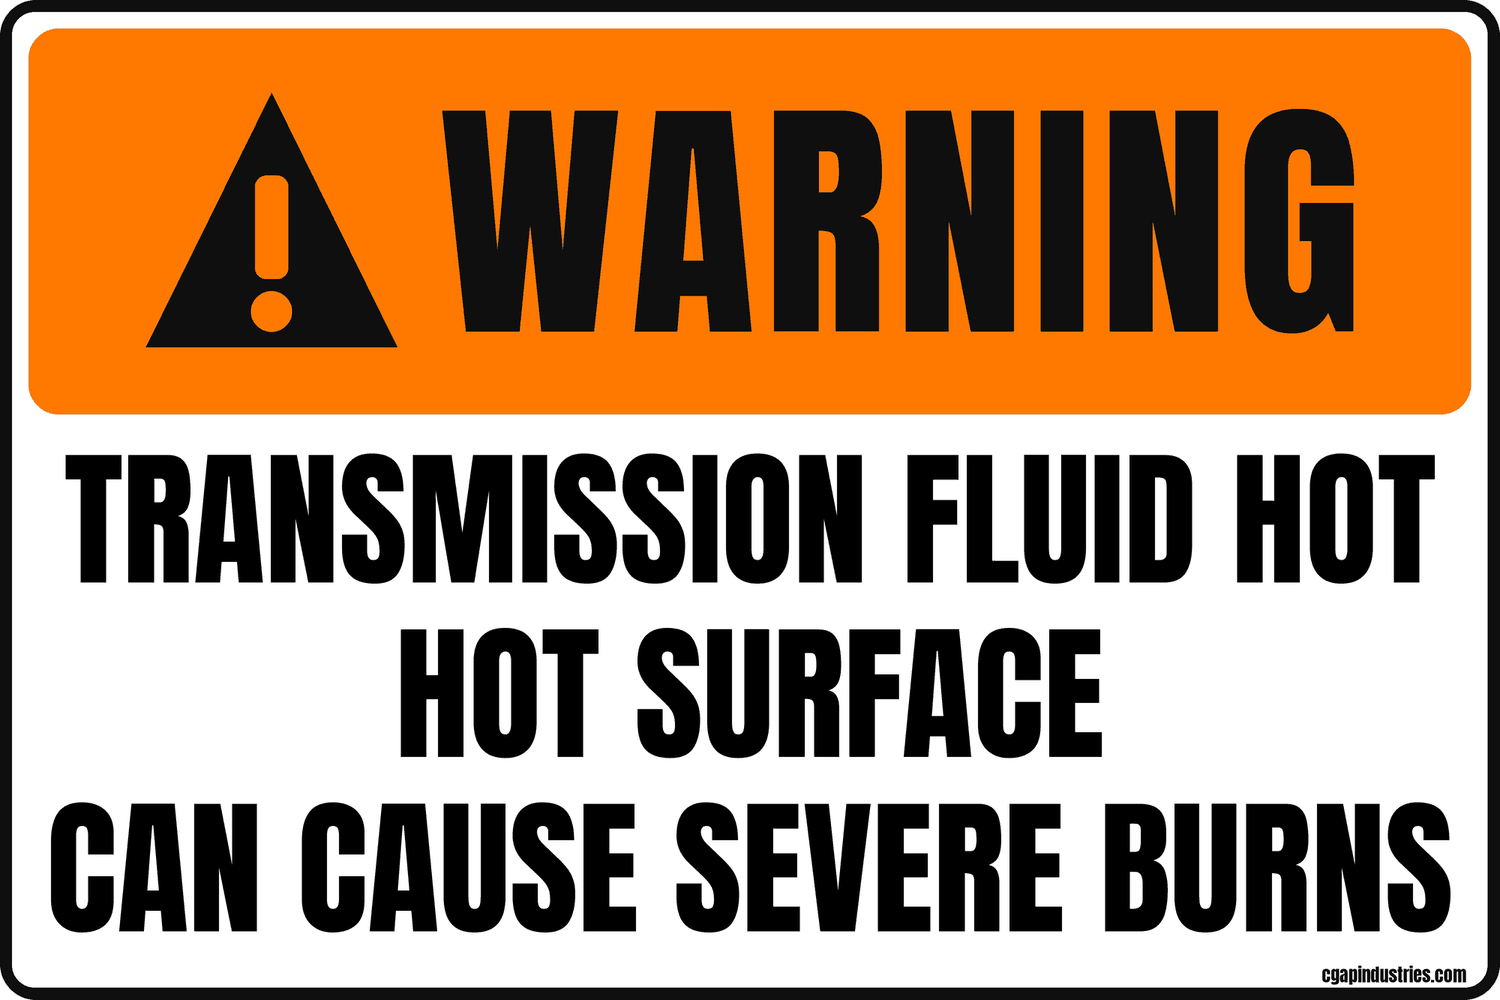 WARNING
TRANSMISSION FLUID HOT
HOT SURFACE
CAN CAUSE SEVERE BURNS
cgapindustries.com